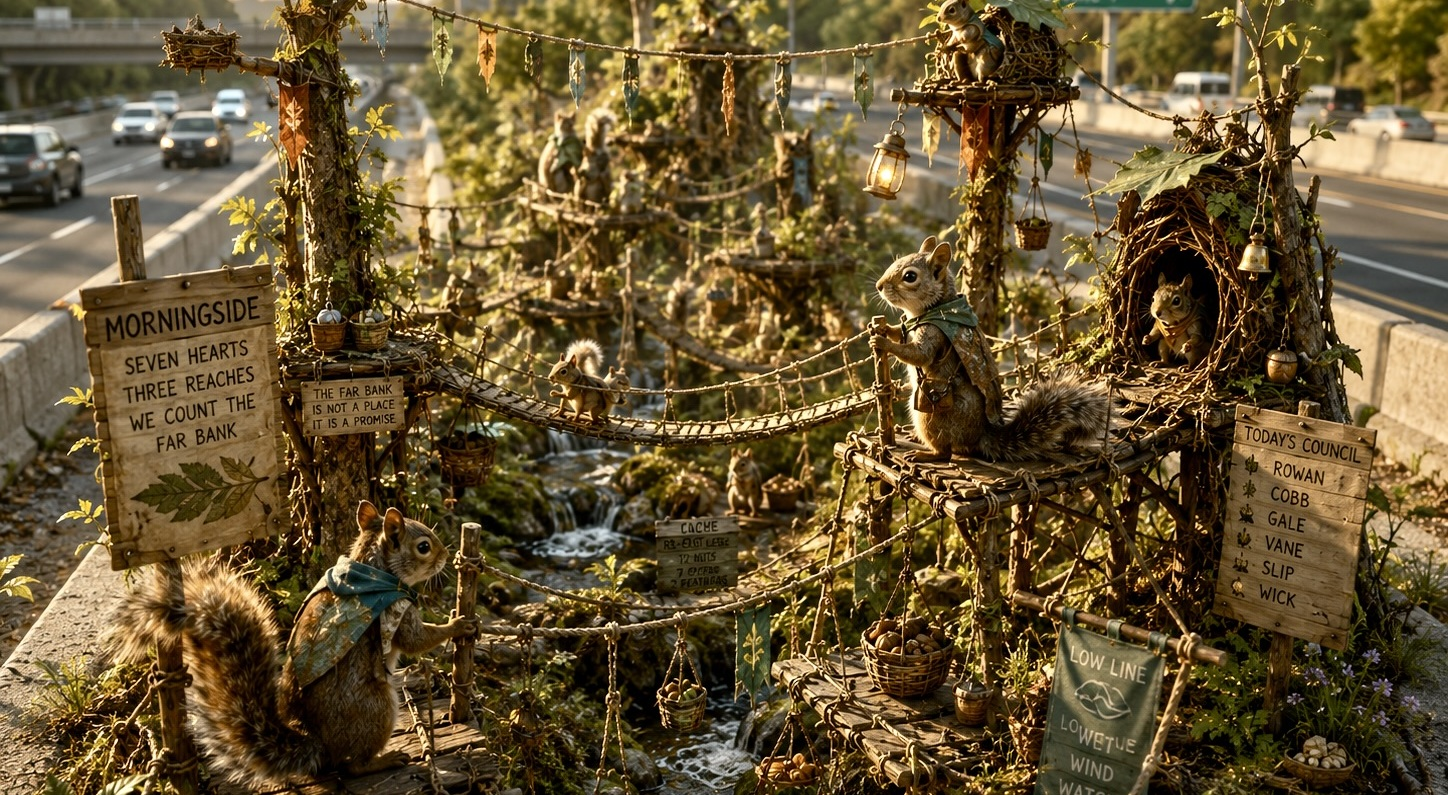 MORNINGSIDE
SEVEN HEARTS
THREE REACHES
WE COUNT THE
FAR BANK
THE FAR BANK
IS NOT A PLACE
IT IS A PROMISE
CACHE
TODAY'S COUNCIL
ROWAN
COBB
GALE
VANE
SLIP
WICK
LOW LINE
WIND